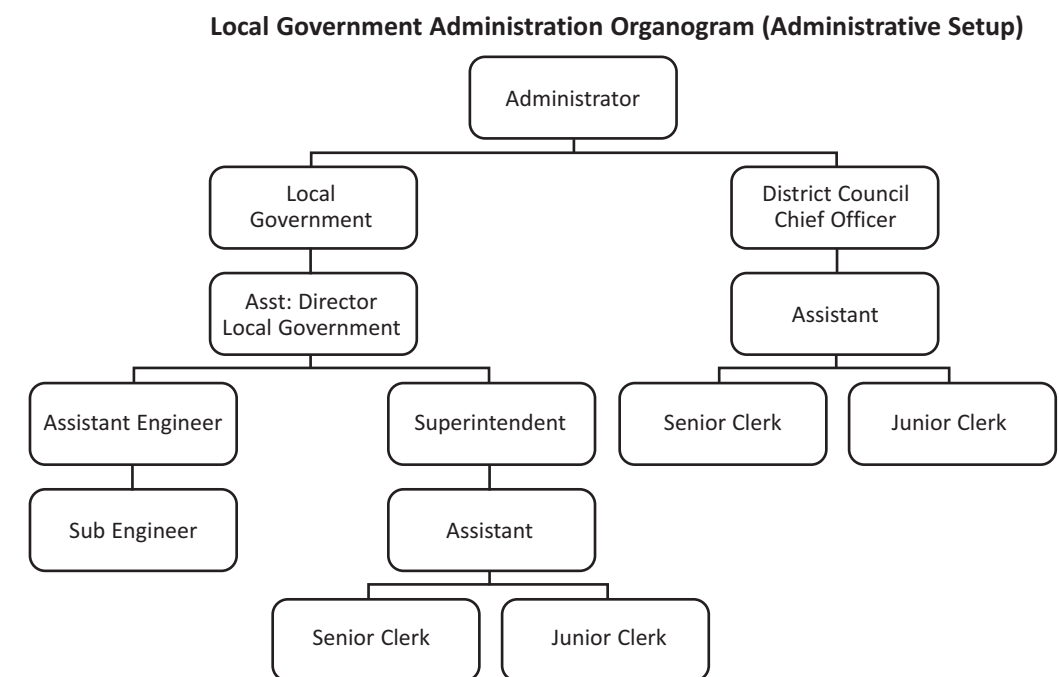 Local Government Administration Organogram (Administrative Setup)
Administrator
Local
Government
District Council
Chief Officer
Asst: Director
Local Government
Assistant
Assistant Engineer
Superintendent
Senior Clerk
Junior Clerk
Sub Engineer
Assistant
Senior Clerk
Junior Clerk